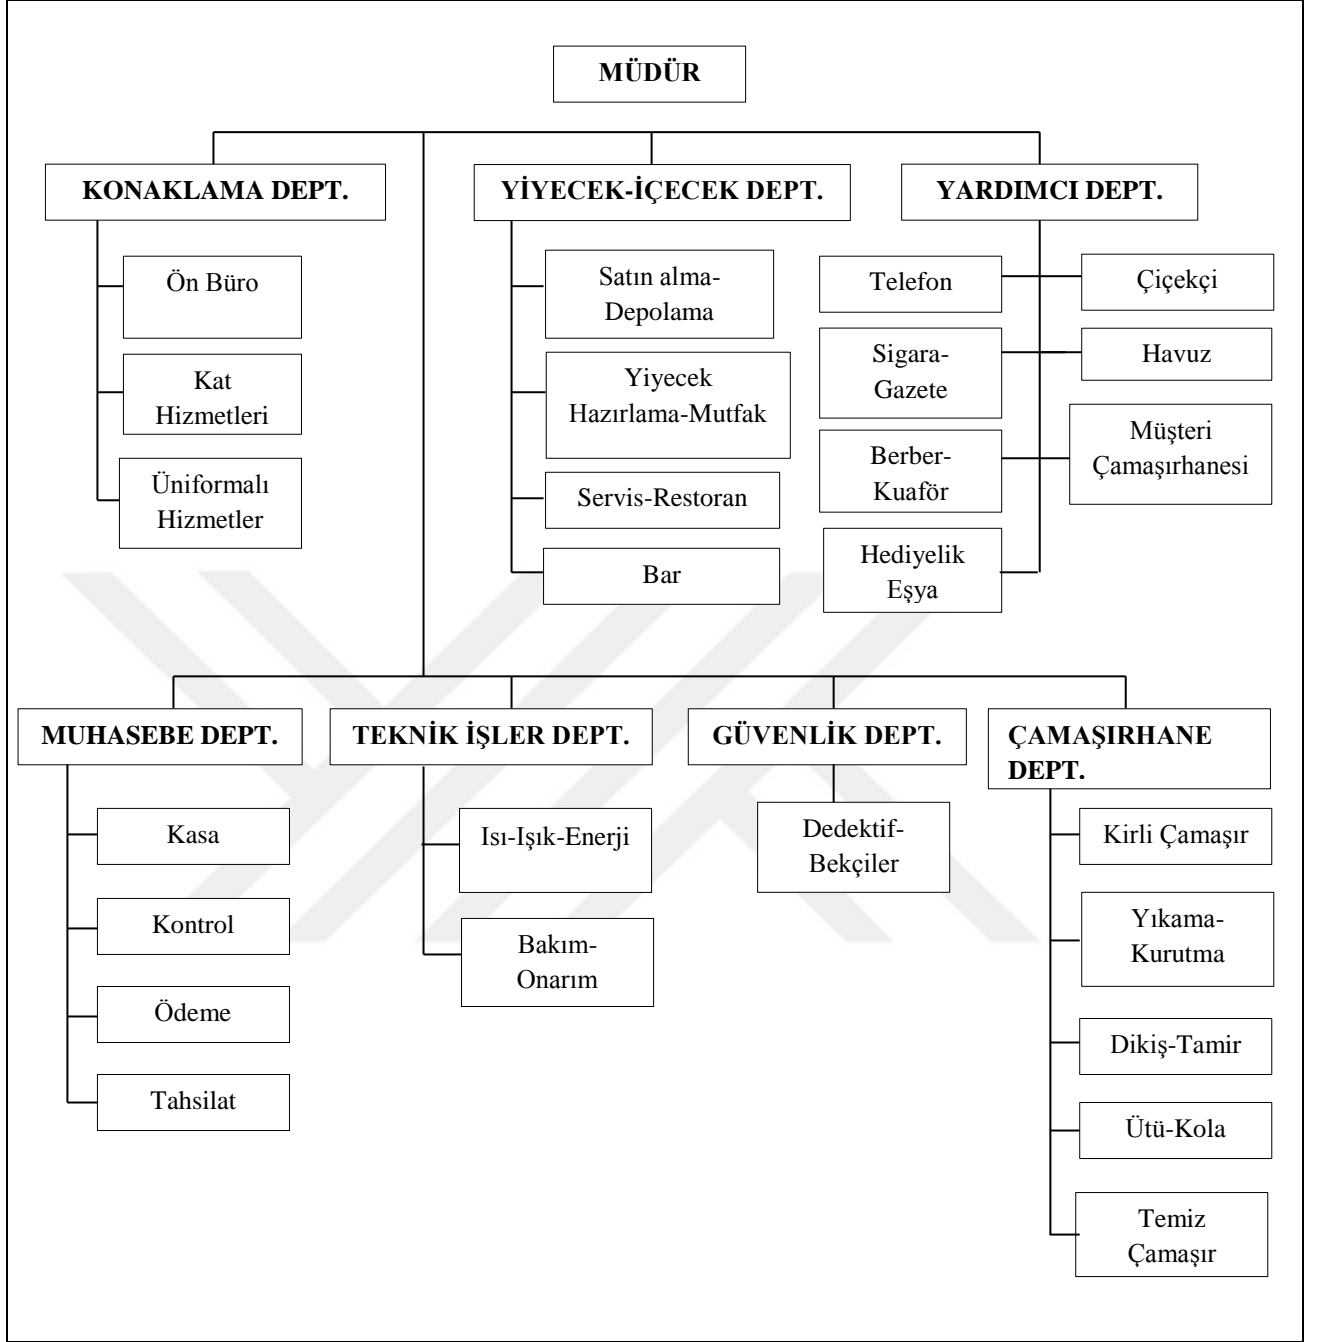 MÜDÜR
KONAKLAMA DEPT.
Ön Büro
Kat
Hizmetleri
Üniformalı
Hizmetler
YİYECEK-İÇECEK DEPT.
Satın alma-
Depolama
Yiyecek
Hazırlama-Mutfak
Servis-Restoran
Bar
YARDIMCI DEPT.
Telefon
Sigara-
Gazete
Berber-
Kuaför
Hediyelik
Eşya
Çiçekçi
Havuz
Müşteri
Çamaşırhanesi
MUHASEBE DEPT.
Kasa
Kontrol
Ödeme
Tahsilat
TEKNİK İŞLER DEPT.
Isı-Işık-Enerji
Bakım-
Onarım
GÜVENLİK DEPT.
Dedektif-
Bekçiler
ÇAMAŞIRHANE
DEPT.
Kirli Çamaşır
Yıkama-
Kurutma
Dikiş-Tamir
Ütü-Kola
Temiz
Çamaşır